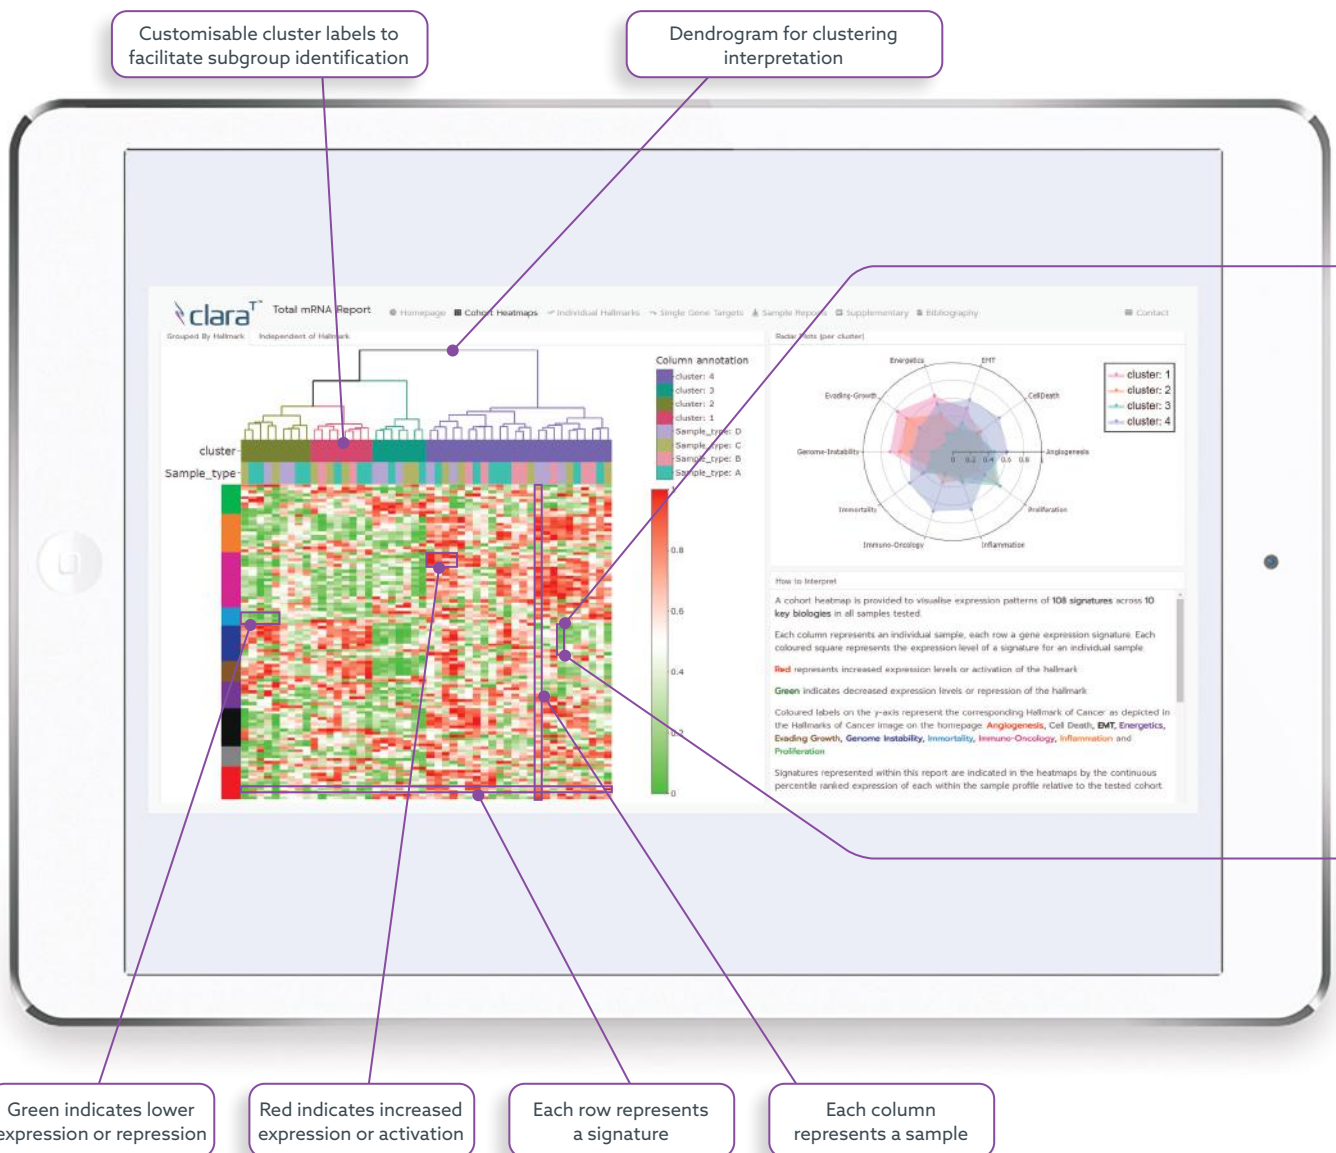 Customisable cluster labels to
facilitate subgroup identification
Dendrogram for clustering
interpretation
claraT™
Total mRNA Report
Homepage
Cohort Heatmaps
Individual Hallmarks
Single Gene Targets
Sample Reports
Supplementary
Bibliography
Contact
Grouped By Hallmark
Independent of Hallmark
Column annotation
cluster: 4
cluster: 3
cluster: 2
cluster: 1
Sample_type: D
Sample_type: C
Sample_type: B
Sample_type: A
cluster
Sample_type
1
0.8
0.6
0.4
0.2
0
Radar Plots (per cluster)
Energetics
EMT
Evading-Growth
CellDeath
Genome-Instability
Angiogenesis
0 0.2 0.4 0.6 0.8 1
Immortality
Proliferation
Immuno-Oncology
Inflammation
cluster: 1
cluster: 2
cluster: 3
cluster: 4
How to Interpret
A cohort heatmap is provided to visualise expression patterns of 108 signatures across 10
key biologies in all samples tested.
Each column represents an individual sample, each row a gene expression signature. Each
coloured square represents the expression level of a signature for an individual sample.
Red represents increased expression levels or activation of the hallmark
Green indicates decreased expression levels or repression of the hallmark
Coloured labels on the y-axis represent the corresponding Hallmark of Cancer as depicted in
the Hallmarks of Cancer image on the homepage. Angiogenesis, Cell Death, EMT, Energetics,
Evading Growth, Genome Instability, Immortality, Immuno-Oncology, Inflammation and
Proliferation
Signatures represented within this report are indicated in the heatmaps by the continuous
percentile ranked expression of each within the sample profile relative to the tested cohort
Green indicates lower
expression or repression
Red indicates increased
expression or activation
Each row represents
a signature
Each column
represents a sample